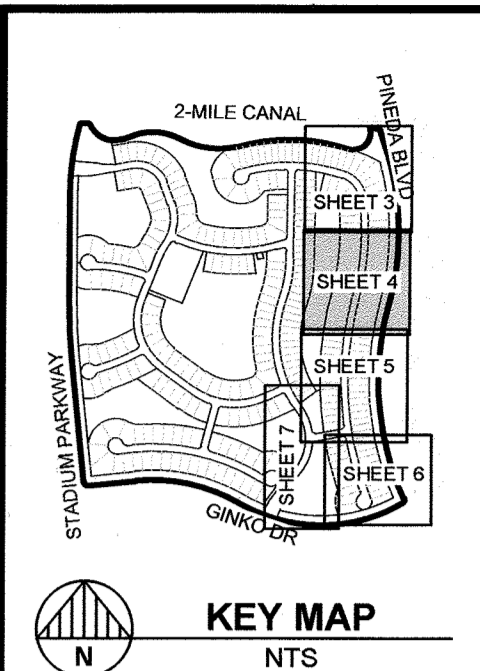 2-MILE CANAL
PINEDA BLVD
SHEET 3
SHEET 4
SHEET 5
STADIUM PARKWAY
SHEET 7
SHEET 6
GINKO DR
KEY MAP
N
NTS